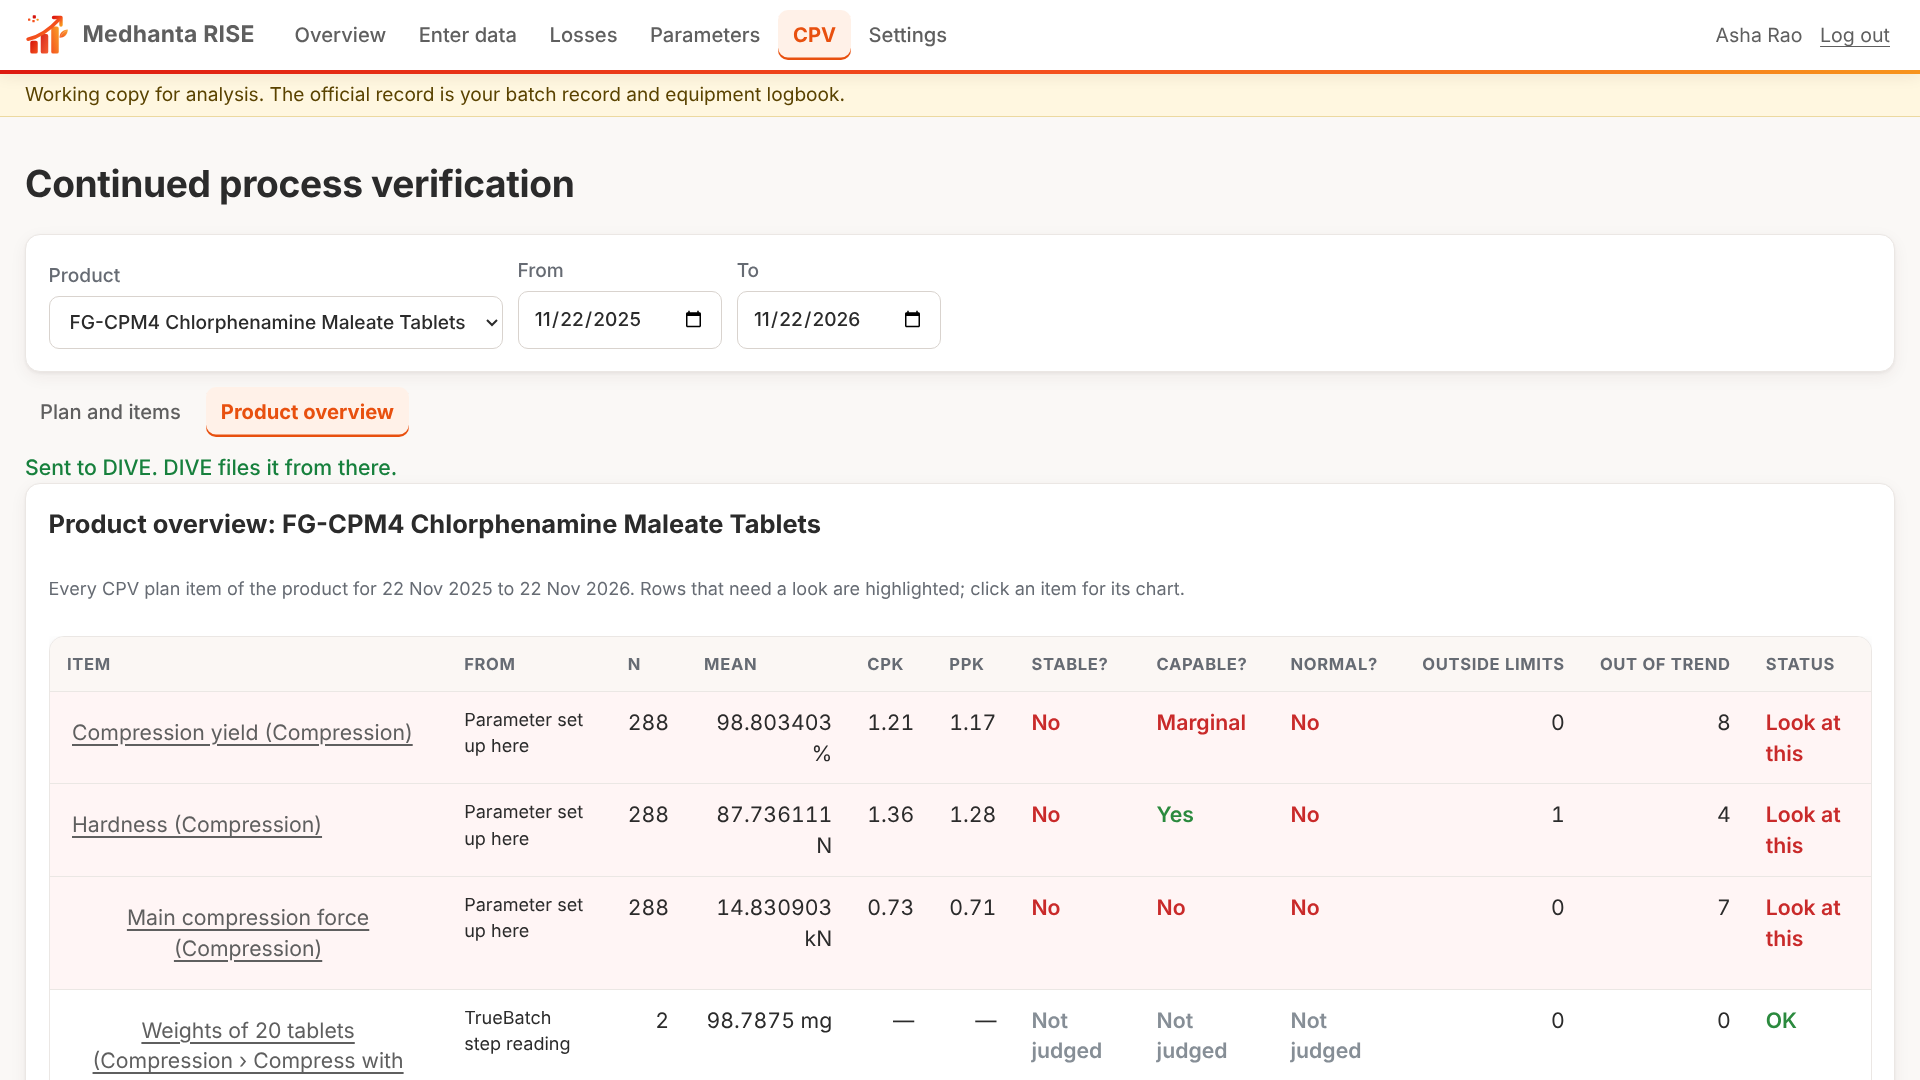 Medhanta RISE
Overview
Enter data
Losses
Parameters
CPV
Settings
Asha Rao
Log out
Working copy for analysis. The official record is your batch record and equipment logbook.
Continued process verification
Product
From
To
FG-CPM4 Chlorphenamine Maleate Tablets
11/22/2025
11/22/2026
Plan and items
Product overview
Sent to DIVE. DIVE files it from there.
Product overview: FG-CPM4 Chlorphenamine Maleate Tablets
Every CPV plan item of the product for 22 Nov 2025 to 22 Nov 2026. Rows that need a look are highlighted; click an item for its chart.
ITEM FROM N MEAN CPK PPK STABLE? CAPABLE? NORMAL? OUTSIDE LIMITS OUT OF TREND STATUS
Compression yield (Compression) Parameter set up here 288 98.803403 % 1.21 1.17 No Marginal No 0 8 Look at this
Hardness (Compression) Parameter set up here 288 87.736111 N 1.36 1.28 No Yes No 1 4 Look at this
Main compression force (Compression) Parameter set up here 288 14.830903 kN 0.73 0.71 No No No 0 7 Look at this
Weights of 20 tablets (Compression › Compress with TrueBatch step reading 2 98.7875 mg — — Not judged Not judged Not judged 0 0 OK